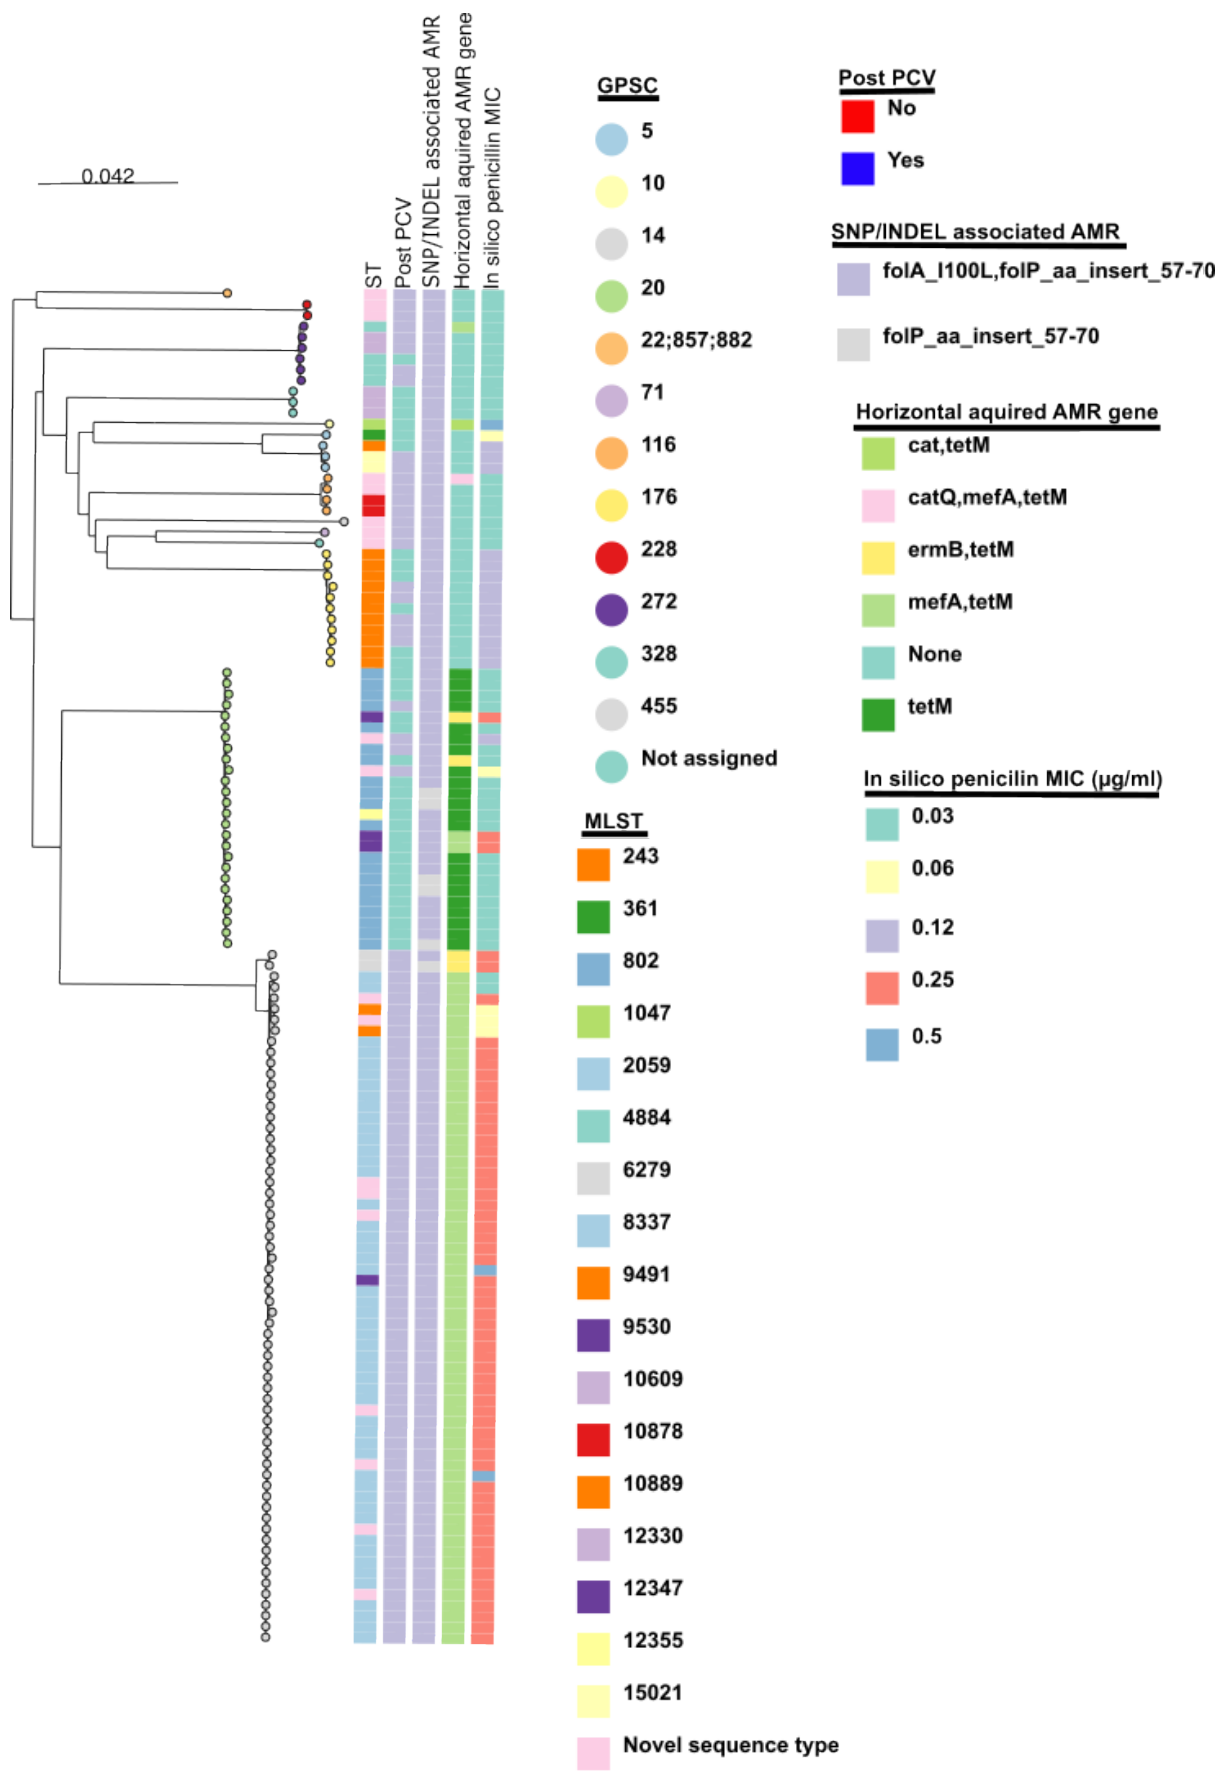 0.042
ST
Post PCV
SNP/INDEL associated AMR
Horizontal aquired AMR gene
In silico penicillin MIC
GPSC
5
10
14
20
22;857;882
71
116
176
228
272
328
455
Not assigned
MLST
243
361
802
1047
2059
4884
6279
8337
9491
9530
10609
10878
10889
12330
12347
12355
15021
Novel sequence type
Post PCV
No
Yes
SNP/INDEL associated AMR
folA_I100L,folP_aa_insert_57-70
folP_aa_insert_57-70
Horizontal aquired AMR gene
cat,tetM
catQ,mefA,tetM
ermB,tetM
mefA,tetM
None
tetM
In silico penicilin MIC (µg/ml)
0.03
0.06
0.12
0.25
0.5